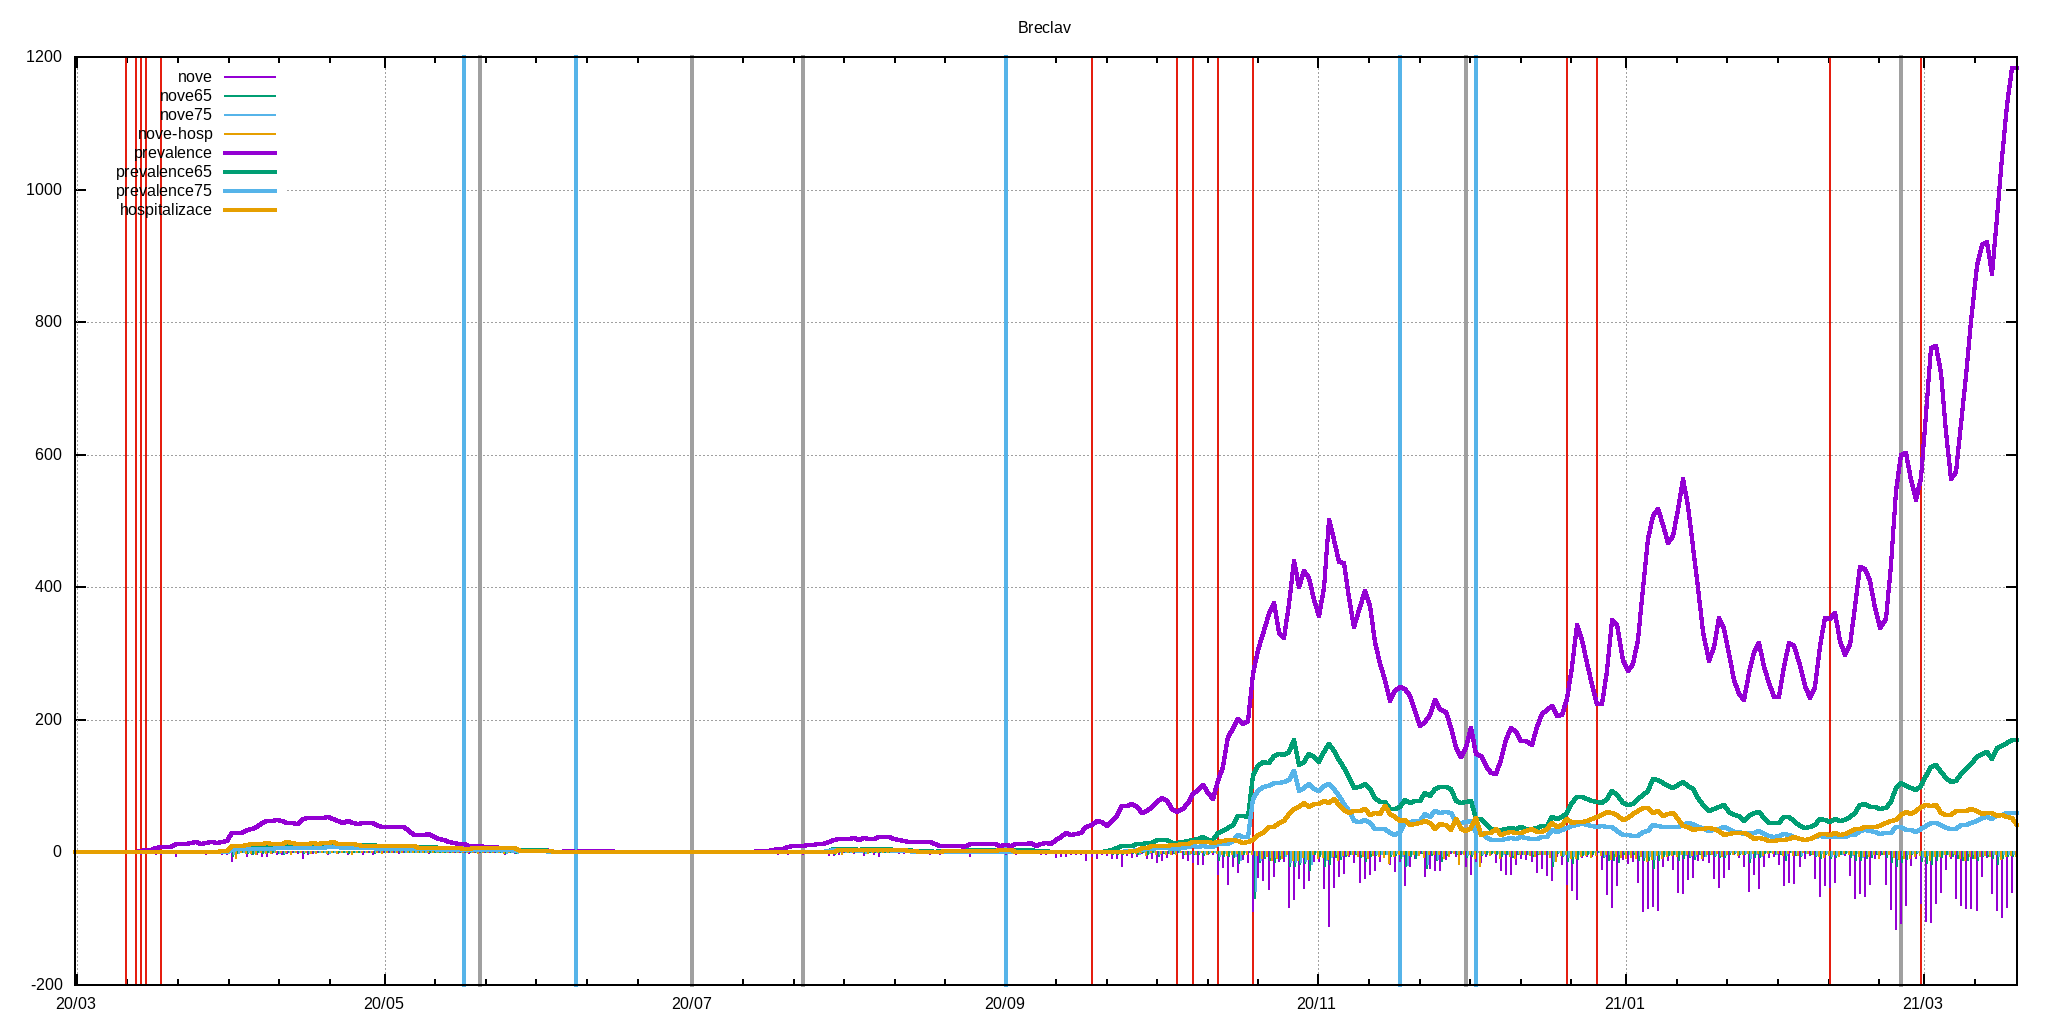 Breclav
1200
1000
800
600
400
200
0
-200
nove
nove65
nove75
nove-hosp
prevalence
prevalence65
prevalence75
hospitalizace
20/03 20/05 20/07 20/09 20/11 21/01 21/03